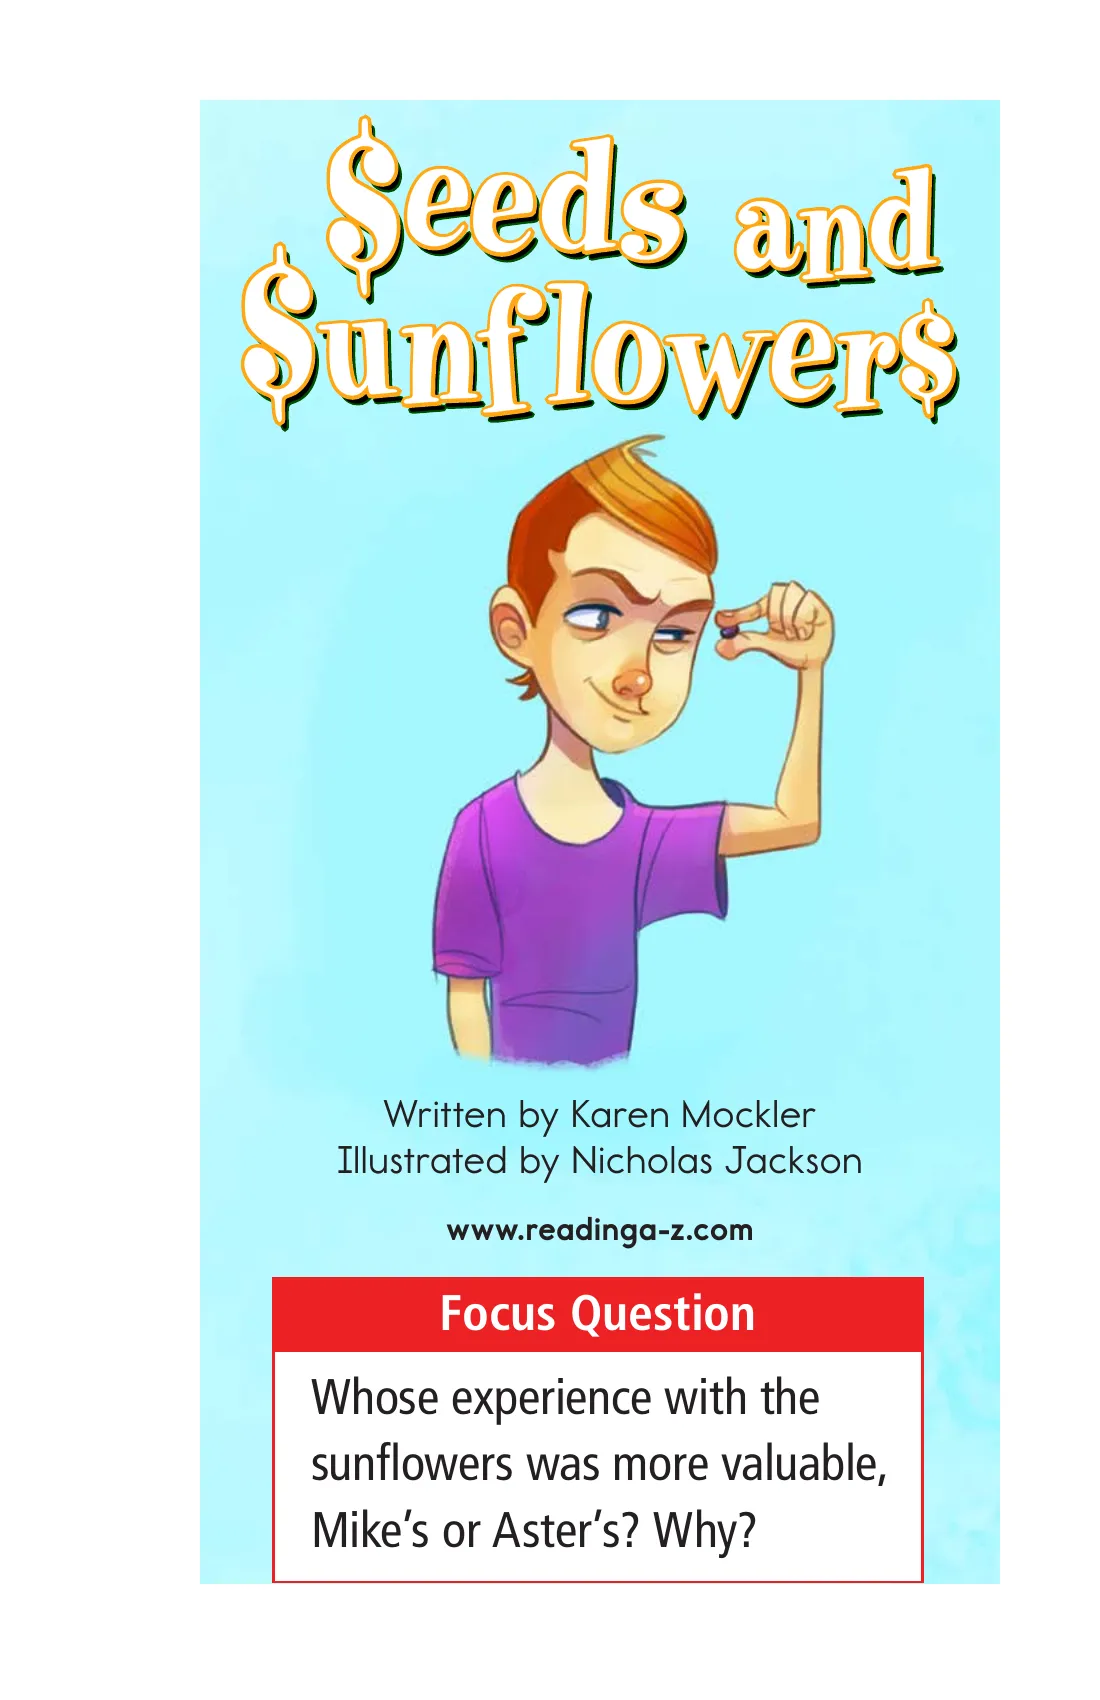 $eeds and
$unflower$
Written by Karen Mockler
Illustrated by Nicholas Jackson
www.readinga-z.com
Focus Question
Whose experience with the
sunflowers was more valuable,
Mike’s or Aster’s? Why?